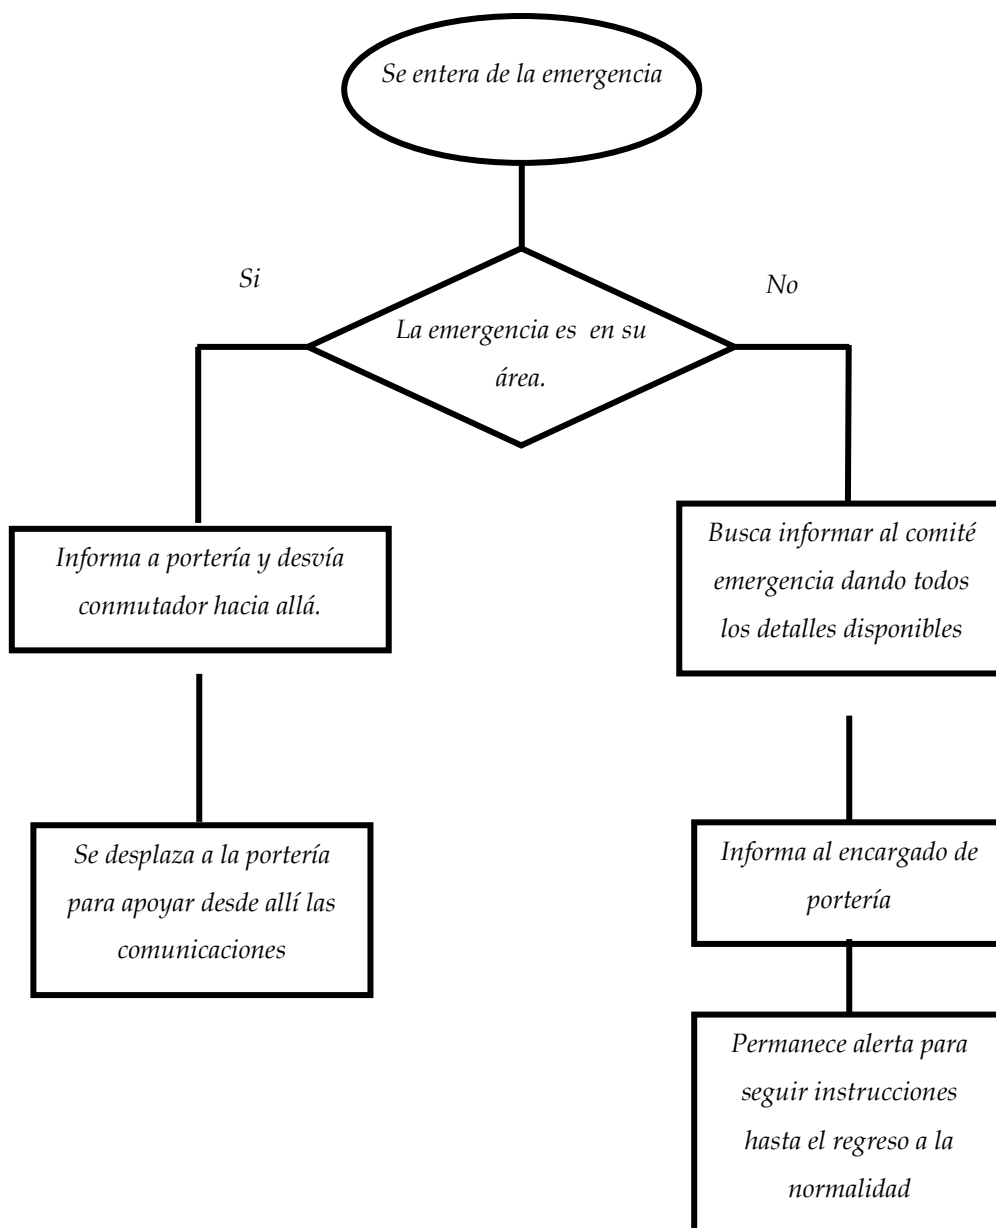 Se entera de la emergencia
Si
No
La emergencia es  en su
área.
Informa a portería y desvía
conmutador hacia allá.
Busca informar al comité
emergencia dando todos
los detalles disponibles
Se desplaza a la portería
para apoyar desde allí las
comunicaciones
Informa al encargado de
portería
Permanece alerta para
seguir instrucciones
hasta el regreso a la
normalidad